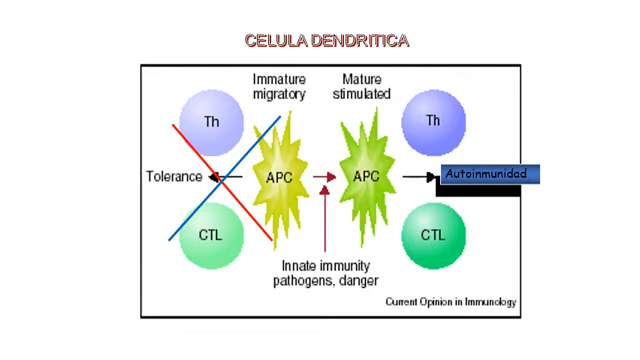 CELULA DENDRITICA
Immature
migratory
Mature
stimulated
Th
Th
Tolerance
APC
APC
Autoinmunidad
CTL
CTL
Innate immunity
pathogens, danger
Current Opinion in Immunology